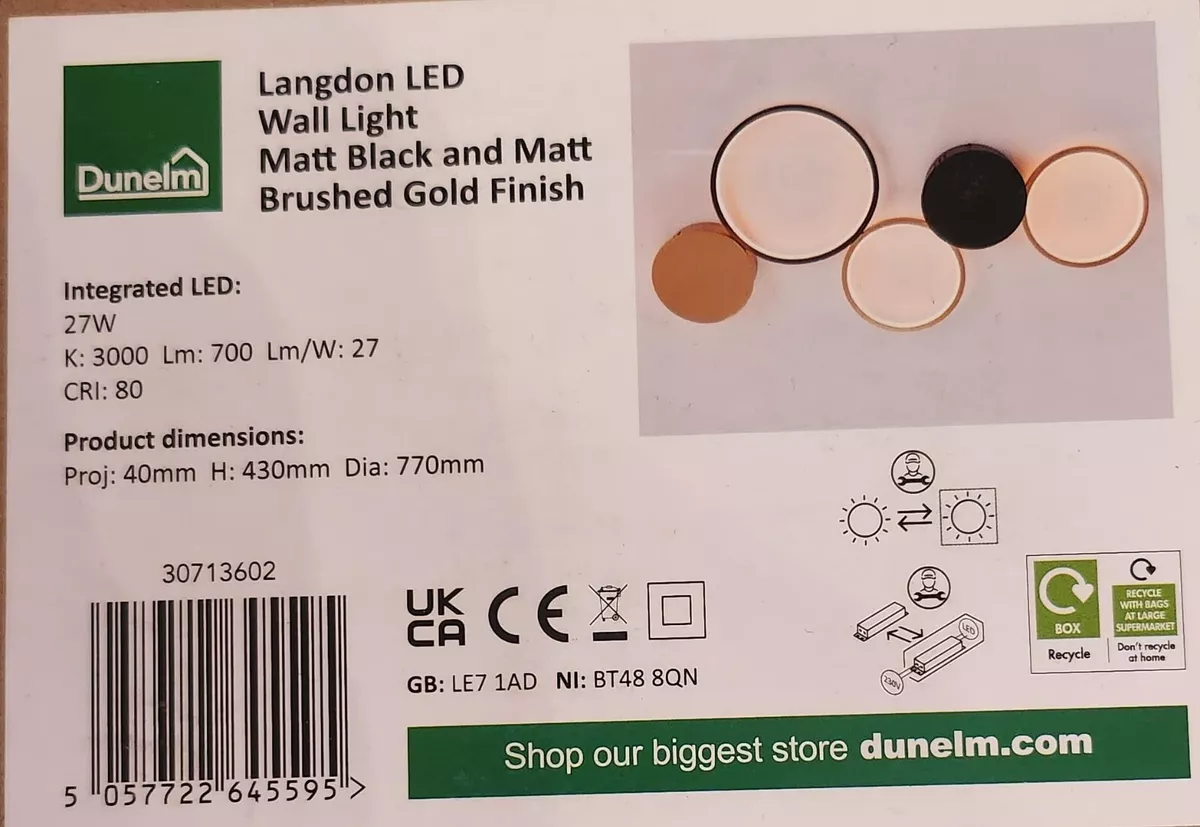 Dunelm
Langdon LED
Wall Light
Matt Black and Matt
Brushed Gold Finish
Integrated LED:
27W
K: 3000 Lm: 700 Lm/W: 27
CRI: 80
Product dimensions:
Proj: 40mm H: 430mm Dia: 770mm
30713602
5 057722 645595 >
UK
CA
CE
GB: LE7 1AD NI: BT48 8QN
LED
230V
BOX
Recycle
RECYCLE
WITH BAGS
AT LARGE
SUPERMARKET
Don't recycle
at home
Shop our biggest store dunelm.com